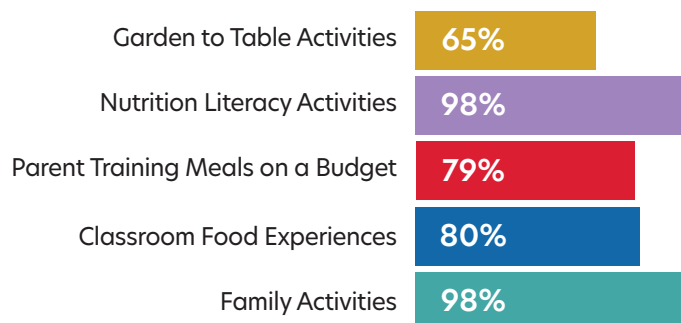 Garden to Table Activities 65%
Nutrition Literacy Activities 98%
Parent Training Meals on a Budget 79%
Classroom Food Experiences 80%
Family Activities 98%